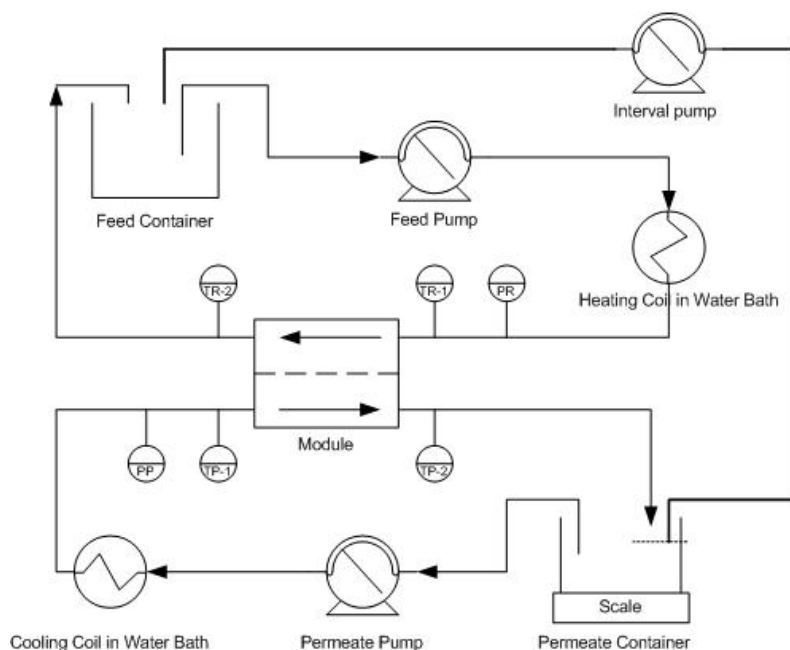 Interval pump
Feed Container
Feed Pump
Heating Coil in Water Bath
TR-2
TR-1
PR
Module
PP
TP-1
TP-2
Scale
Cooling Coil in Water Bath
Permeate Pump
Permeate Container